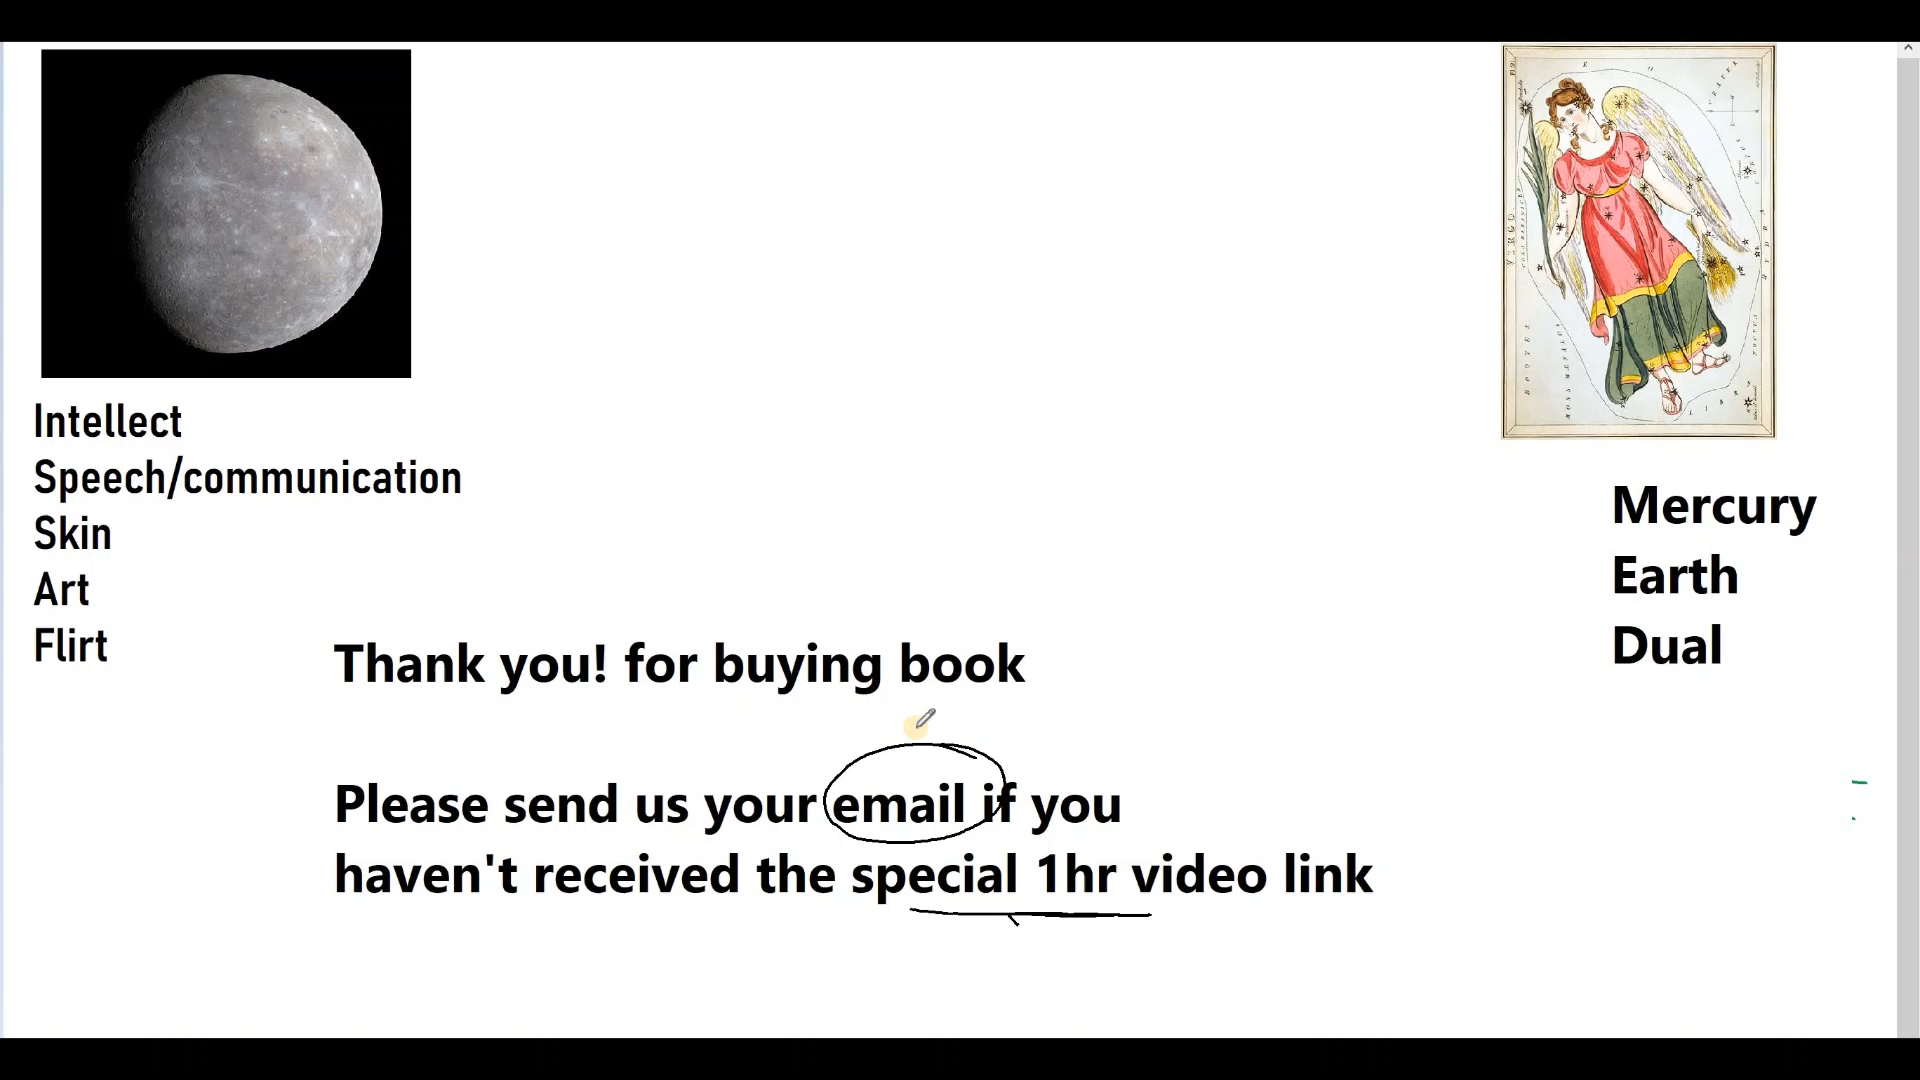 Intellect
Speech/communication
Skin
Art
Flirt
VIRGO
Mercury
Earth
Dual
Thank you! for buying book
Please send us your email if you
haven't received the special 1hr video link